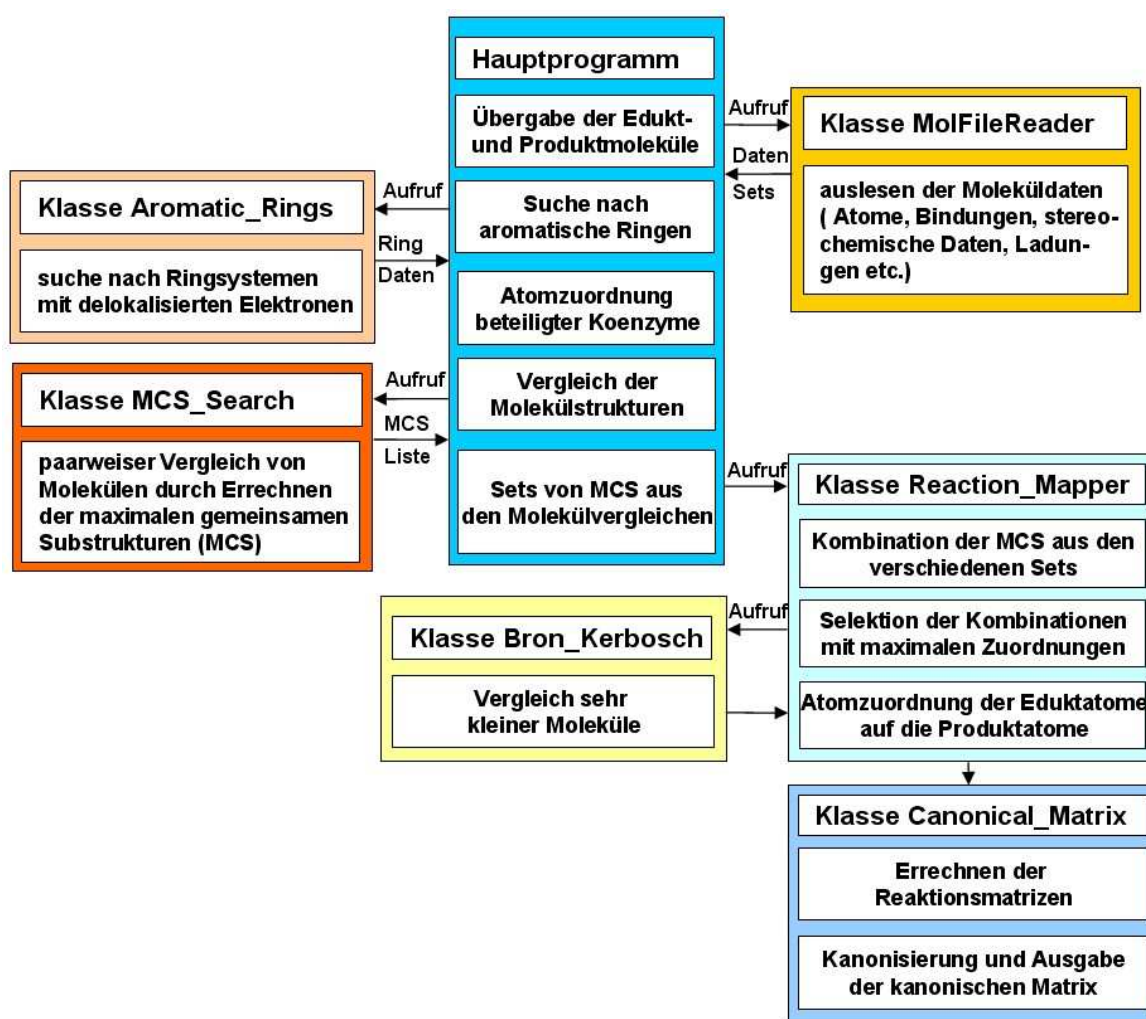 Hauptprogramm
Übergabe der Edukt-
und Produktmoleküle
Suche nach
aromatische Ringen
Atomzuordnung
beteiligter Koenzyme
Vergleich der
Molekülstrukturen
Sets von MCS aus
den Molekülvergleichen
Aufruf
Daten
Sets
Klasse MolFileReader
auslesen der Moleküldaten
( Atome, Bindungen, stereo-
chemische Daten, Ladun-
gen etc.)
Aufruf
Ring
Daten
Klasse Aromatic_Rings
suche nach Ringsystemen
mit delokalisierten Elektronen
Aufruf
MCS
Liste
Klasse MCS_Search
paarweiser Vergleich von
Molekülen durch Errechnen
der maximalen gemeinsamen
Substrukturen (MCS)
Aufruf
Klasse Reaction_Mapper
Kombination der MCS aus den
verschiedenen Sets
Selektion der Kombinationen
mit maximalen Zuordnungen
Atomzuordnung der Eduktatome
auf die Produktatome
Aufruf
Klasse Bron_Kerbosch
Vergleich sehr
kleiner Moleküle
Klasse Canonical_Matrix
Errechnen der
Reaktionsmatrizen
Kanonisierung und Ausgabe
der kanonischen Matrix